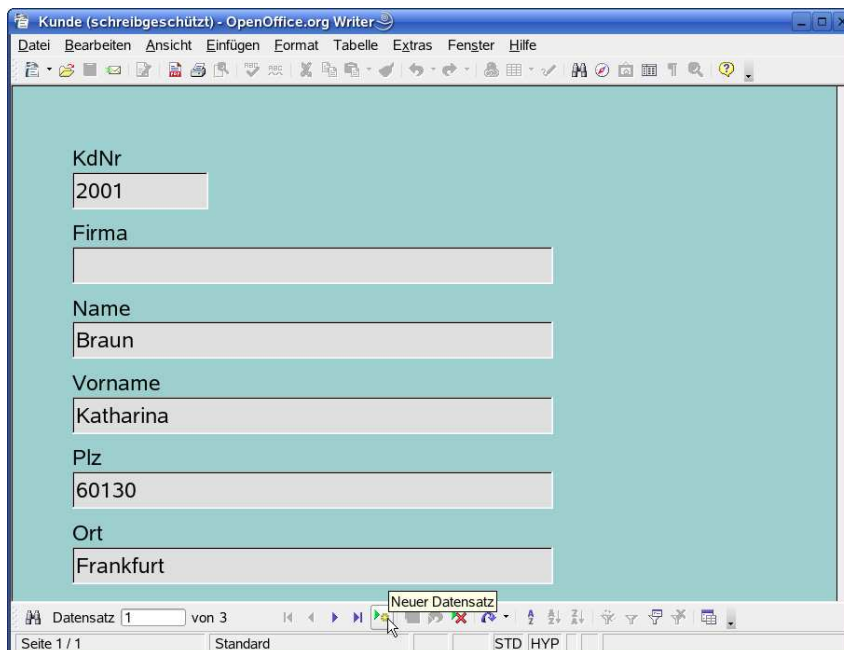 Kunde (schreibgeschützt) - OpenOffice.org Writer
Datei Bearbeiten Ansicht Einfügen Format Tabelle Extras Fenster Hilfe
KdNr
2001
Firma
Name
Braun
Vorname
Katharina
Plz
60130
Ort
Frankfurt
Neuer Datensatz
Datensatz 1 von 3
Seite 1 / 1 Standard STD HYP